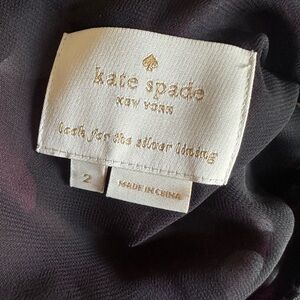 kate spade
NEW YORK
look for the silver lining
2
MADE IN CHINA